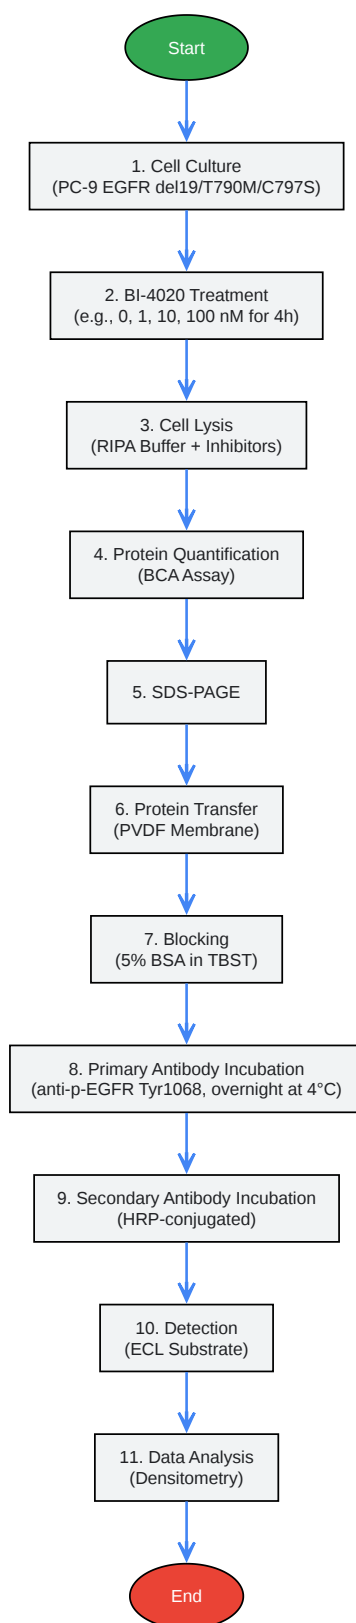 Start
1. Cell Culture
(PC-9 EGFR del19/T790M/C797S)
2. BI-4020 Treatment
(e.g., 0, 1, 10, 100 nM for 4h)
3. Cell Lysis
(RIPA Buffer + Inhibitors)
4. Protein Quantification
(BCA Assay)
5. SDS-PAGE
6. Protein Transfer
(PVDF Membrane)
7. Blocking
(5% BSA in TBST)
8. Primary Antibody Incubation
(anti-p-EGFR Tyr1068, overnight at 4°C)
9. Secondary Antibody Incubation
(HRP-conjugated)
10. Detection
(ECL Substrate)
11. Data Analysis
(Densitometry)
End